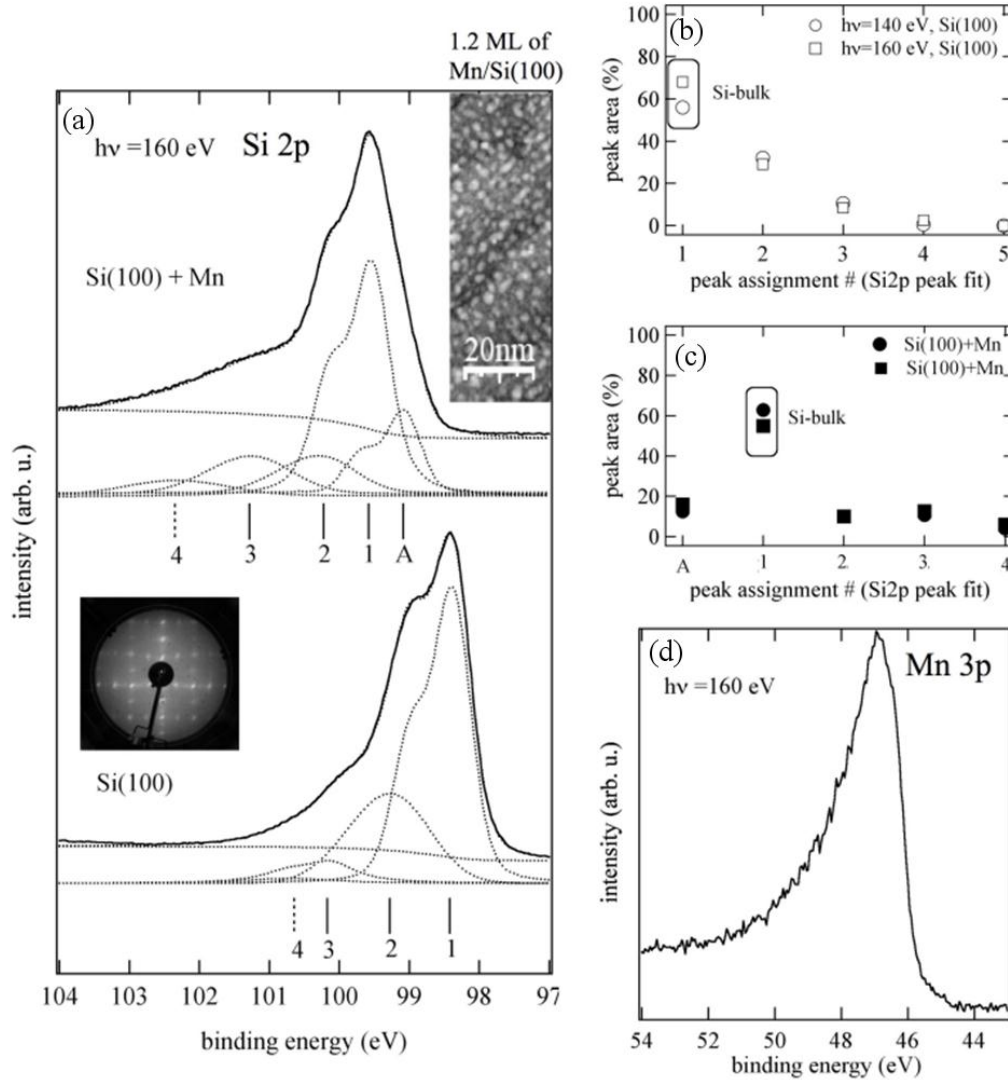 1.2 ML of
Mn/Si(100)
(a)
hν =160 eV
Si 2p
Si(100) + Mn
20nm
4
3
2
1
A
Si(100)
4
3
2
1
104
103
102
101
100
99
98
97
binding energy (eV)
intensity (arb. u.)
(b)
hν=140 eV, Si(100)
hν=160 eV, Si(100)
Si-bulk
100
80
60
40
20
0
peak area (%)
1
2
3
4
5
peak assignment # (Si2p peak fit)
(c)
Si(100)+Mn
Si(100)+Mn
Si-bulk
100
80
60
40
20
0
peak area (%)
A
1
2
3
4
peak assignment # (Si2p peak fit)
(d)
hν =160 eV
Mn 3p
intensity (arb. u.)
54
52
50
48
46
44
binding energy (eV)